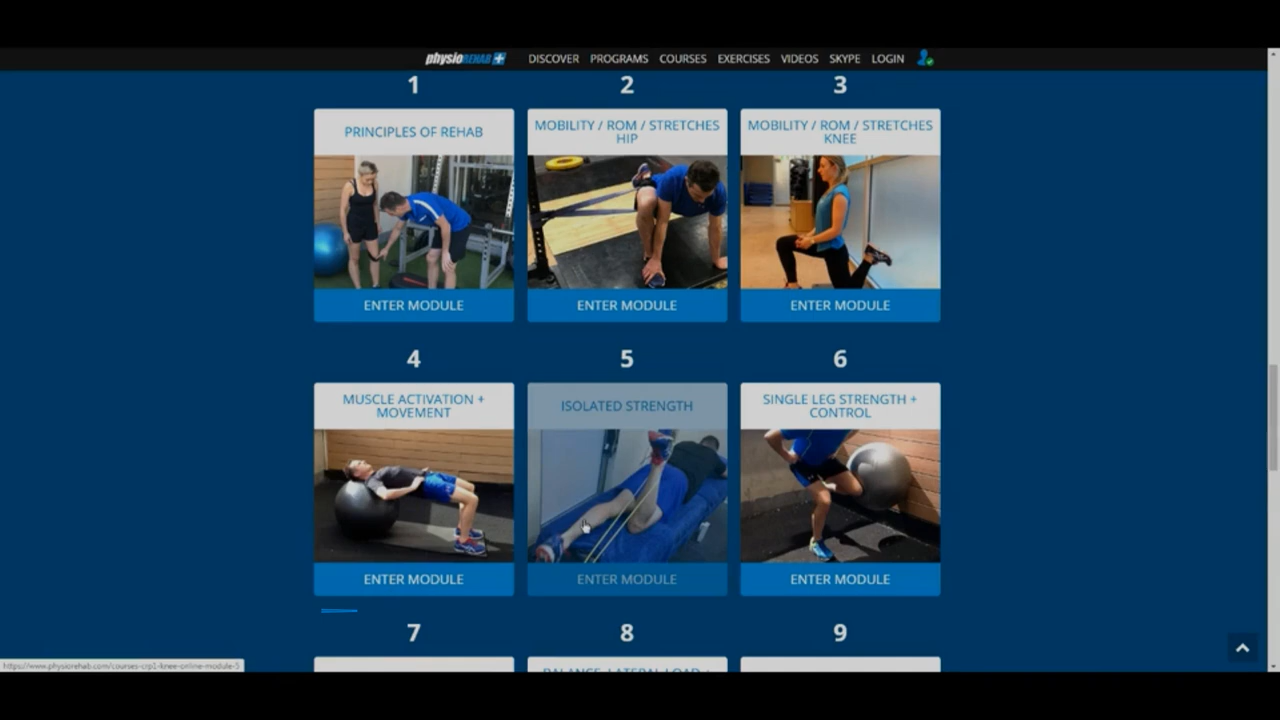 physioREHAB+ DISCOVER PROGRAMS COURSES EXERCISES VIDEOS SKYPE LOGIN
1 2 3
PRINCIPLES OF REHAB
MOBILITY / ROM / STRETCHES
HIP
MOBILITY / ROM / STRETCHES
KNEE
ENTER MODULE ENTER MODULE ENTER MODULE
4 5 6
MUSCLE ACTIVATION +
MOVEMENT
ISOLATED STRENGTH
SINGLE LEG STRENGTH +
CONTROL
ENTER MODULE ENTER MODULE ENTER MODULE
7 8 9
BALANCE, LATERAL LOAD +
https://www.physiorehab.com/courses-crp1-knee-online-module-5